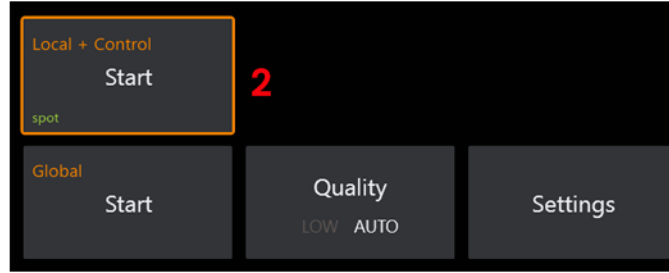 Local + Control
Start
2
spot
Global
Start
Quality
LOW AUTO
Settings